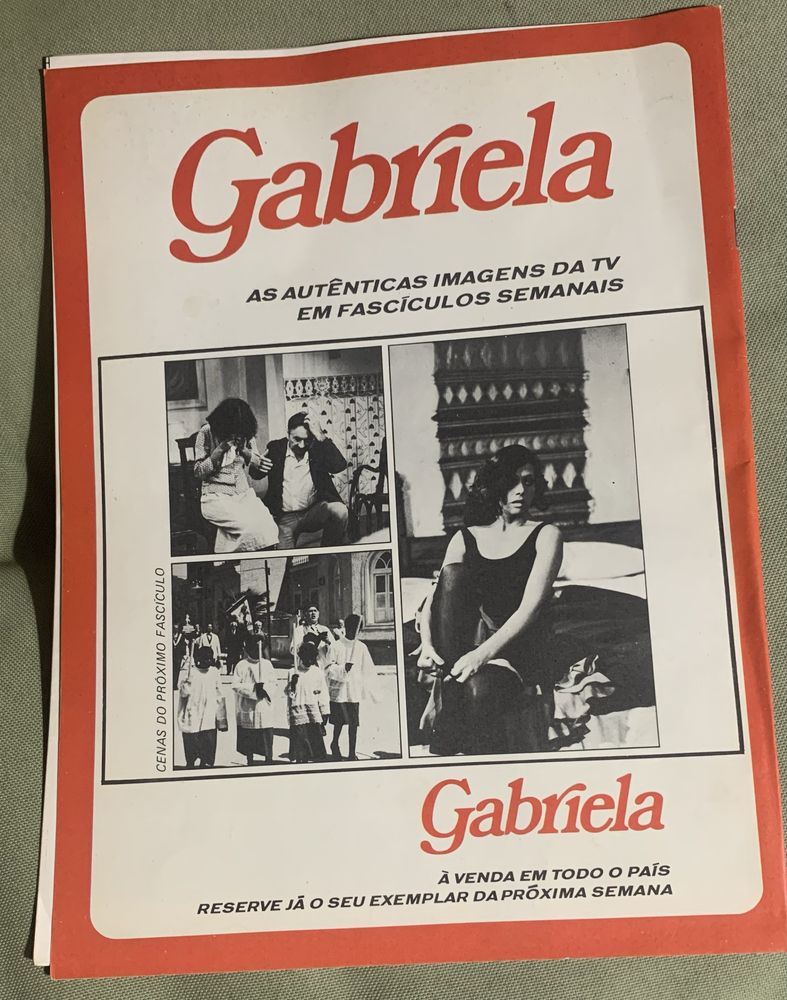 Gabriela
AS AUTÊNTICAS IMAGENS DA TV
EM FASCÍCULOS SEMANAIS
CENAS DO PRÓXIMO FASCÍCULO
Gabriela
À VENDA EM TODO O PAÍS
RESERVE JÁ O SEU EXEMPLAR DA PRÓXIMA SEMANA